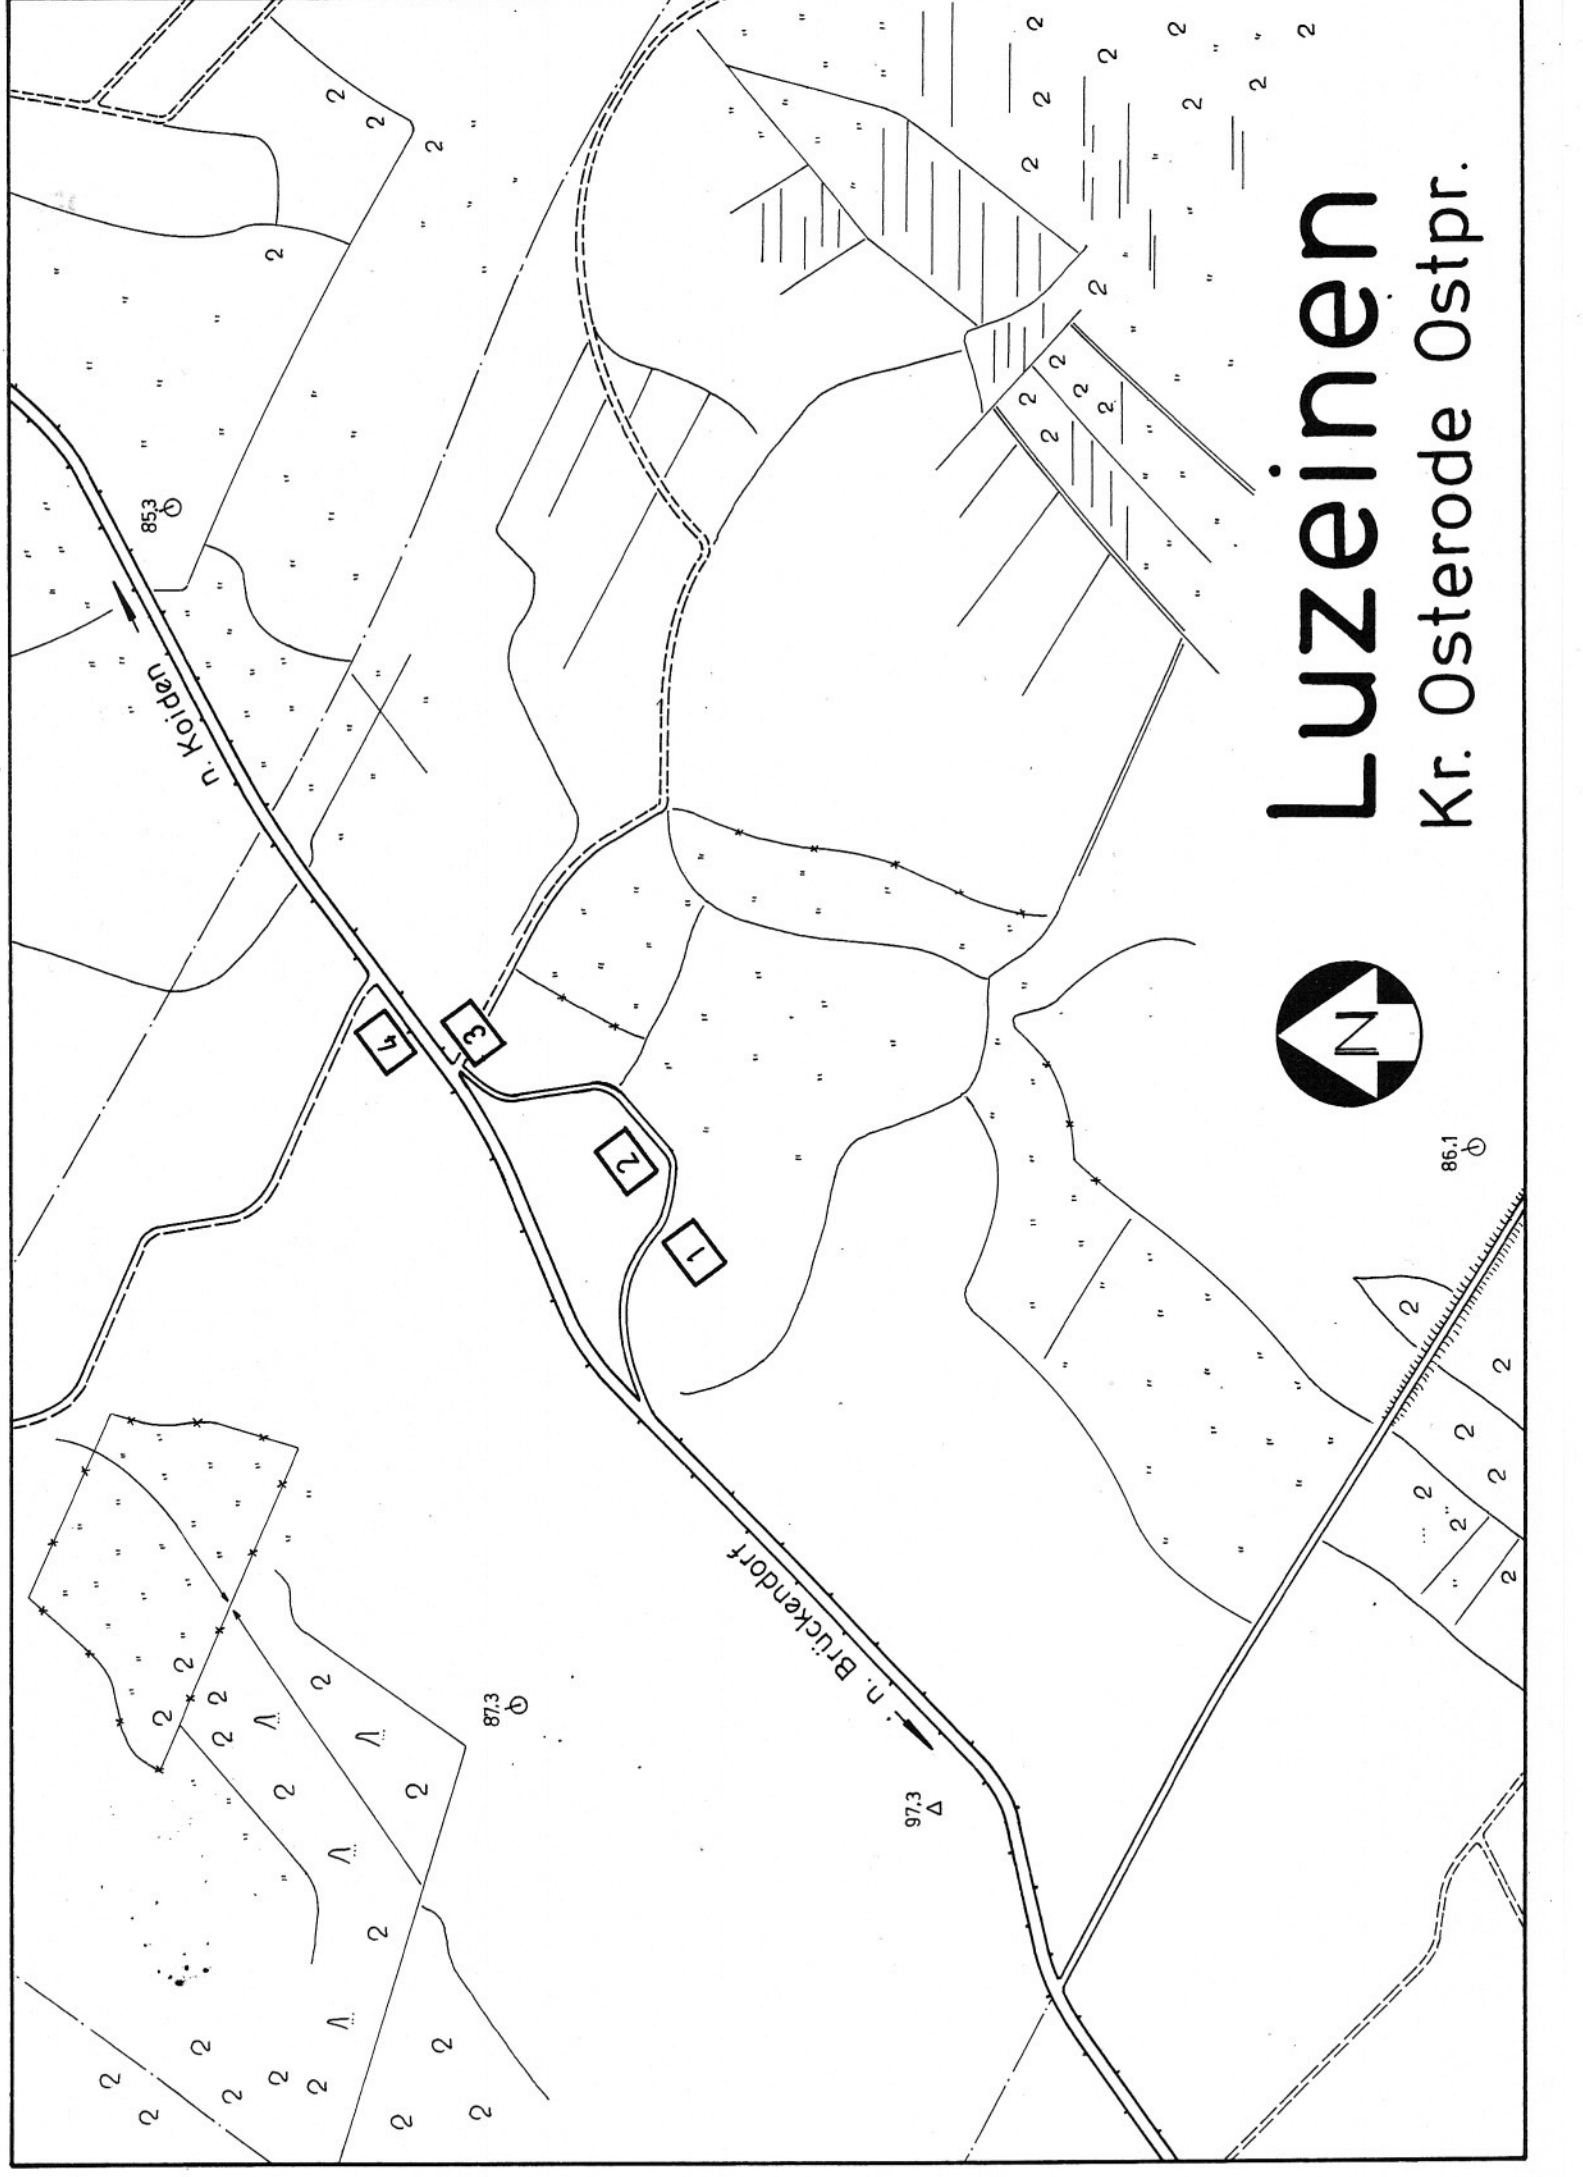 Luzeinen
Kr. Osterode Ostpr.
N
n. Koiden
n. Brückendorf
85,3
87.3
97,3
86.1
1
2
3
4